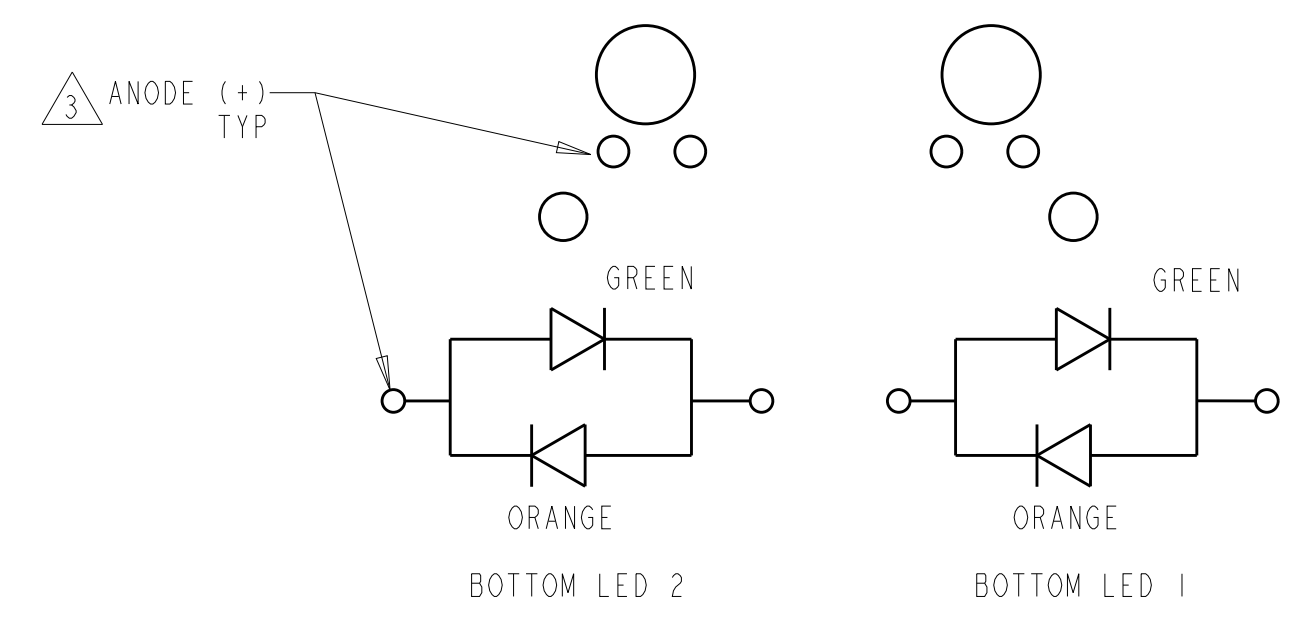 3 ANODE (+)
TYP
GREEN
GREEN
ORANGE
ORANGE
BOTTOM LED 2
BOTTOM LED 1